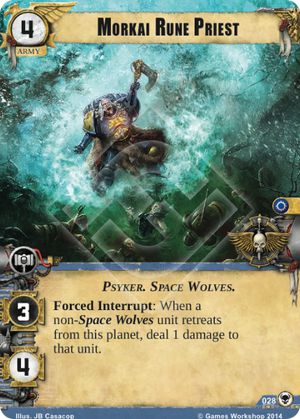 4
MORKAI RUNE PRIEST
ARMY
PSYKER. SPACE WOLVES.
3
Forced Interrupt: When a
non-Space Wolves unit retreats
from this planet, deal 1 damage to
that unit.
4
028
Illus. JB Casacop
© Games Workshop 2014